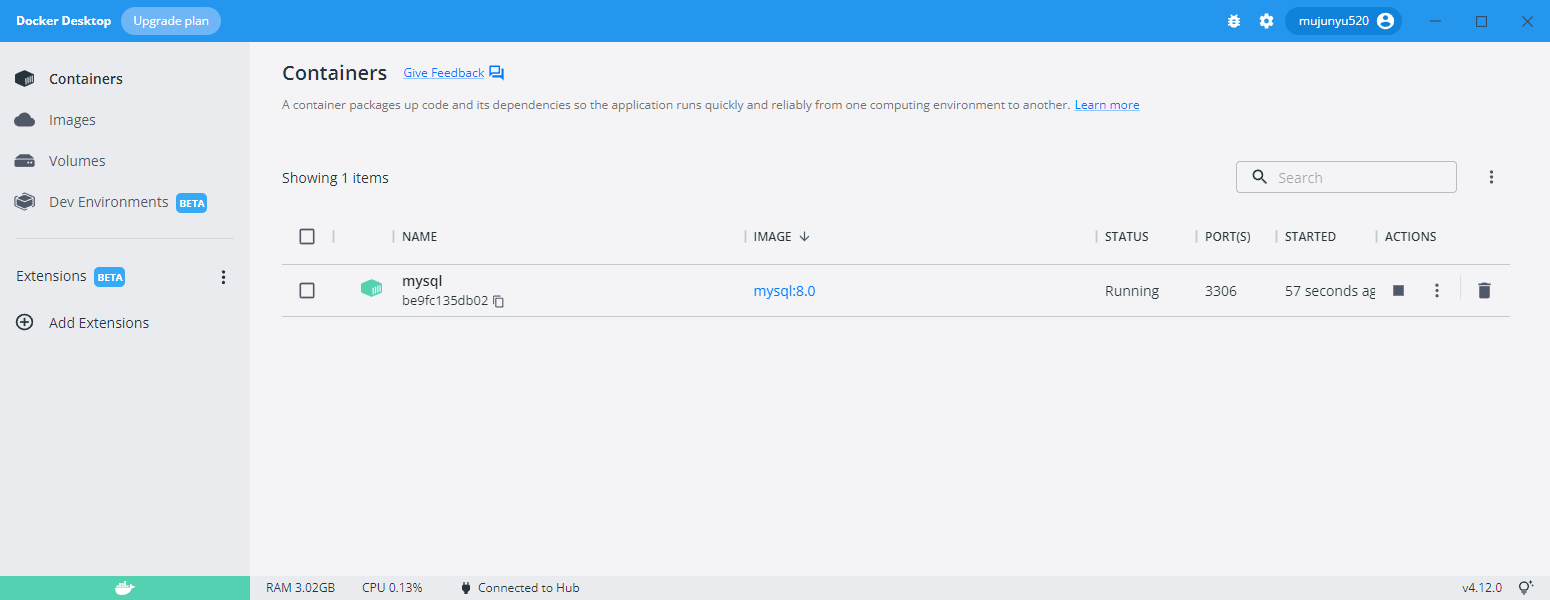 Docker Desktop Upgrade plan mujunyu520
Containers
Images
Volumes
Dev Environments BETA
Extensions BETA
Add Extensions
Containers Give Feedback
A container packages up code and its dependencies so the application runs quickly and reliably from one computing environment to another. Learn more
Showing 1 items Search
NAME IMAGE STATUS PORT(S) STARTED ACTIONS
mysql
be9fc135db02 mysql:8.0 Running 3306 57 seconds ag
RAM 3.02GB CPU 0.13% Connected to Hub v4.12.0